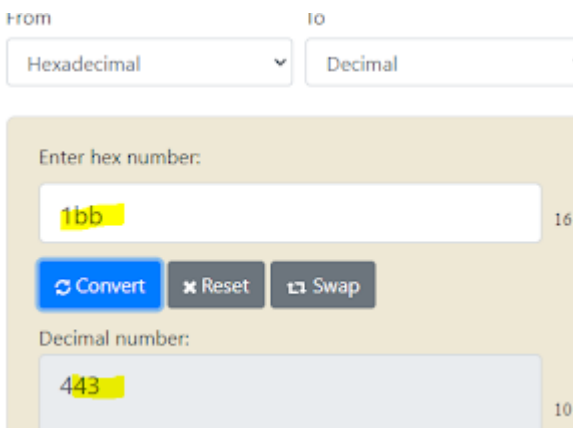 From To
Hexadecimal Decimal
Enter hex number:
1bb
16
Convert Reset Swap
Decimal number:
443
10